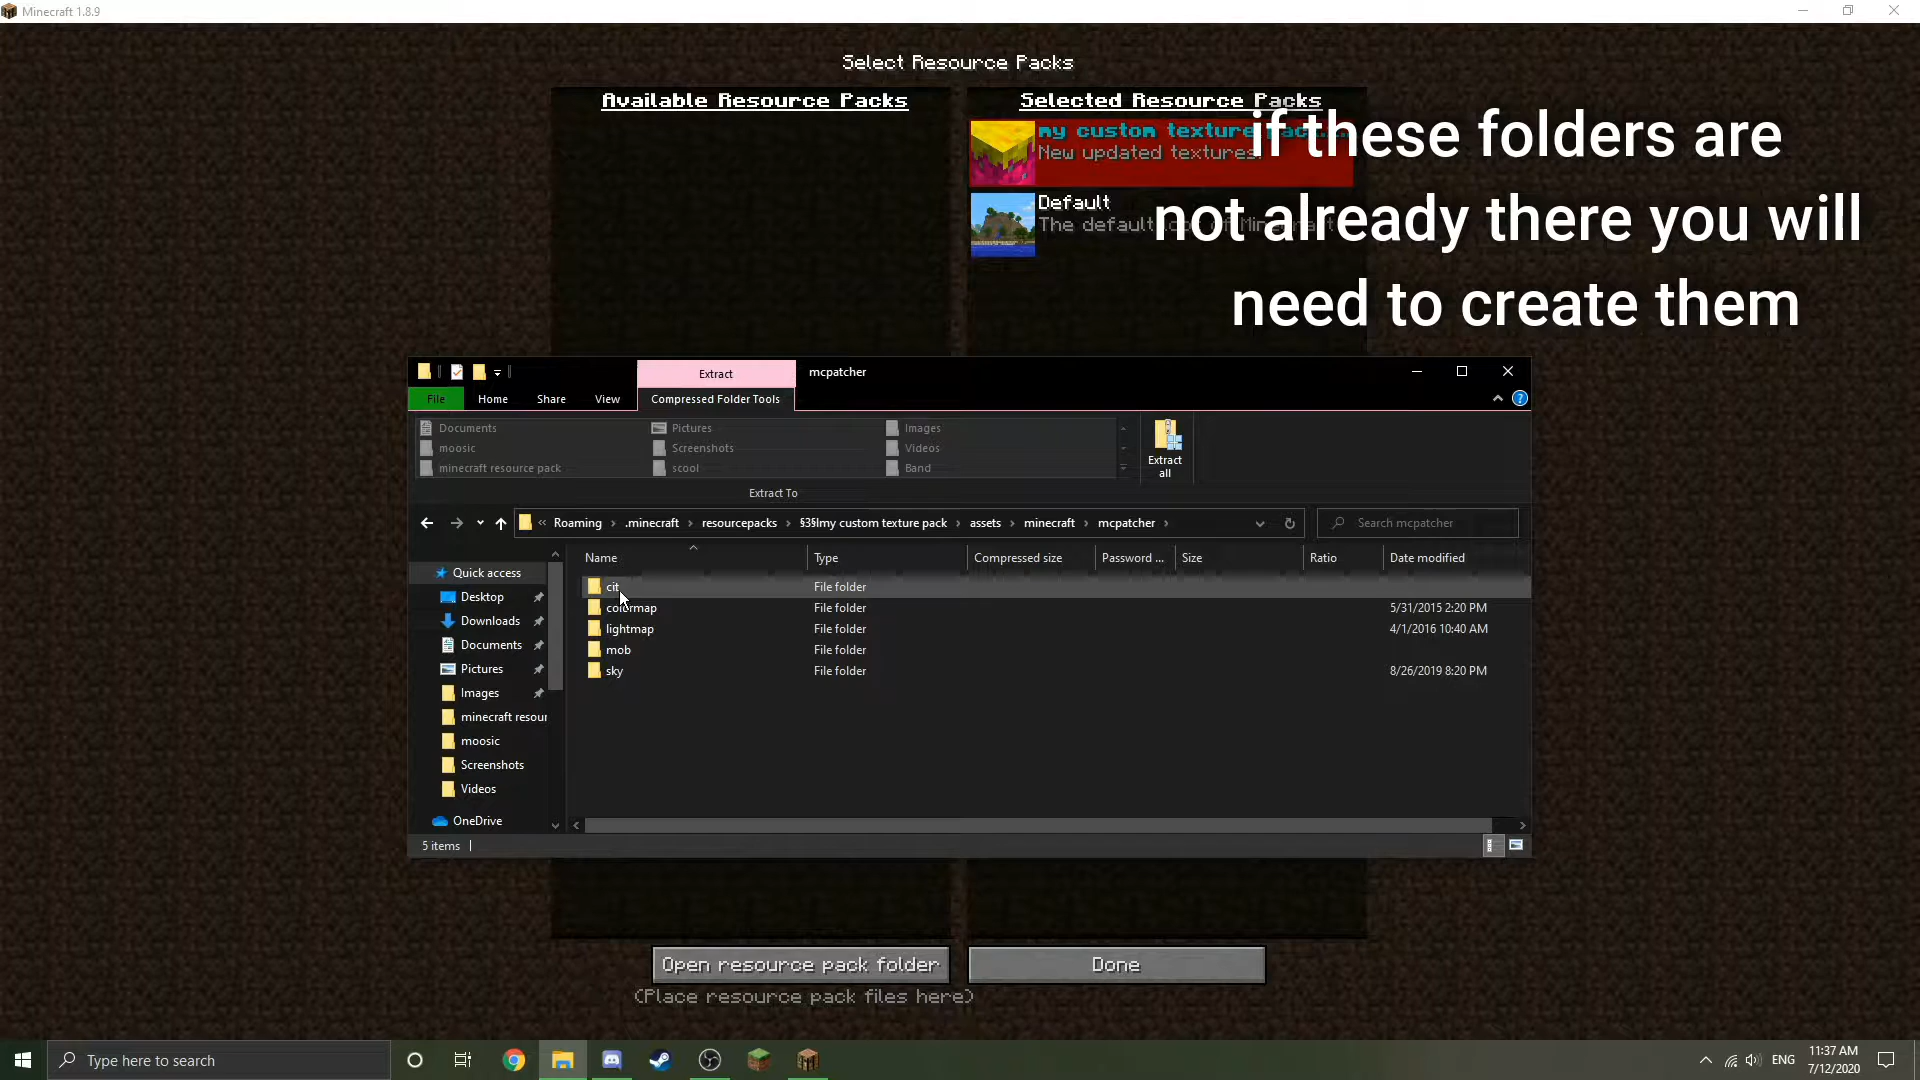 Minecraft 1.8.9
Select Resource Packs
Available Resource Packs
Selected Resource Packs
my custom texture pack...
New updated textures!
Default
The default look of Minecraft
if these folders are
not already there you will
need to create them
Extract
mcpatcher
File
Home
Share
View
Compressed Folder Tools
Documents
Pictures
Images
moosic
Screenshots
Videos
minecraft resource pack
scool
Band
Extract
all
Extract To
« Roaming › .minecraft › resourcepacks › §3§lmy custom texture pack › assets › minecraft › mcpatcher ›
Search mcpatcher
Name
Type
Compressed size
Password ...
Size
Ratio
Date modified
cit File folder
colormap File folder 5/31/2015 2:20 PM
lightmap File folder 4/1/2016 10:40 AM
mob File folder
sky File folder 8/26/2019 8:20 PM
Quick access
Desktop
Downloads
Documents
Pictures
Images
minecraft resour
moosic
Screenshots
Videos
OneDrive
5 items
Open resource pack folder
Done
(Place resource pack files here)
Type here to search
ENG
11:37 AM
7/12/2020